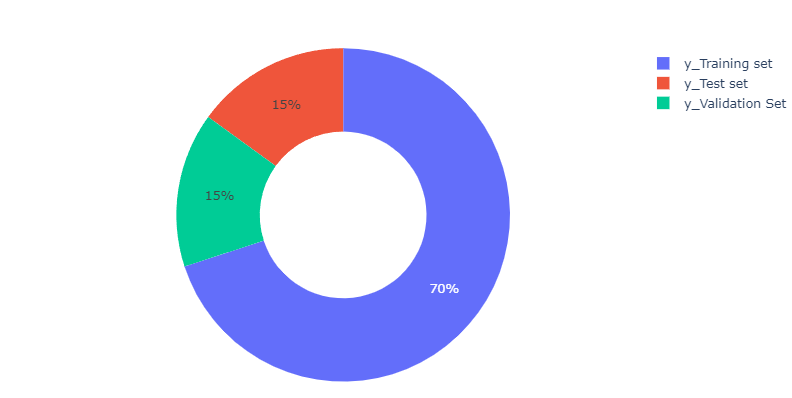 y_Training set
y_Test set
y_Validation Set
15%
15%
70%